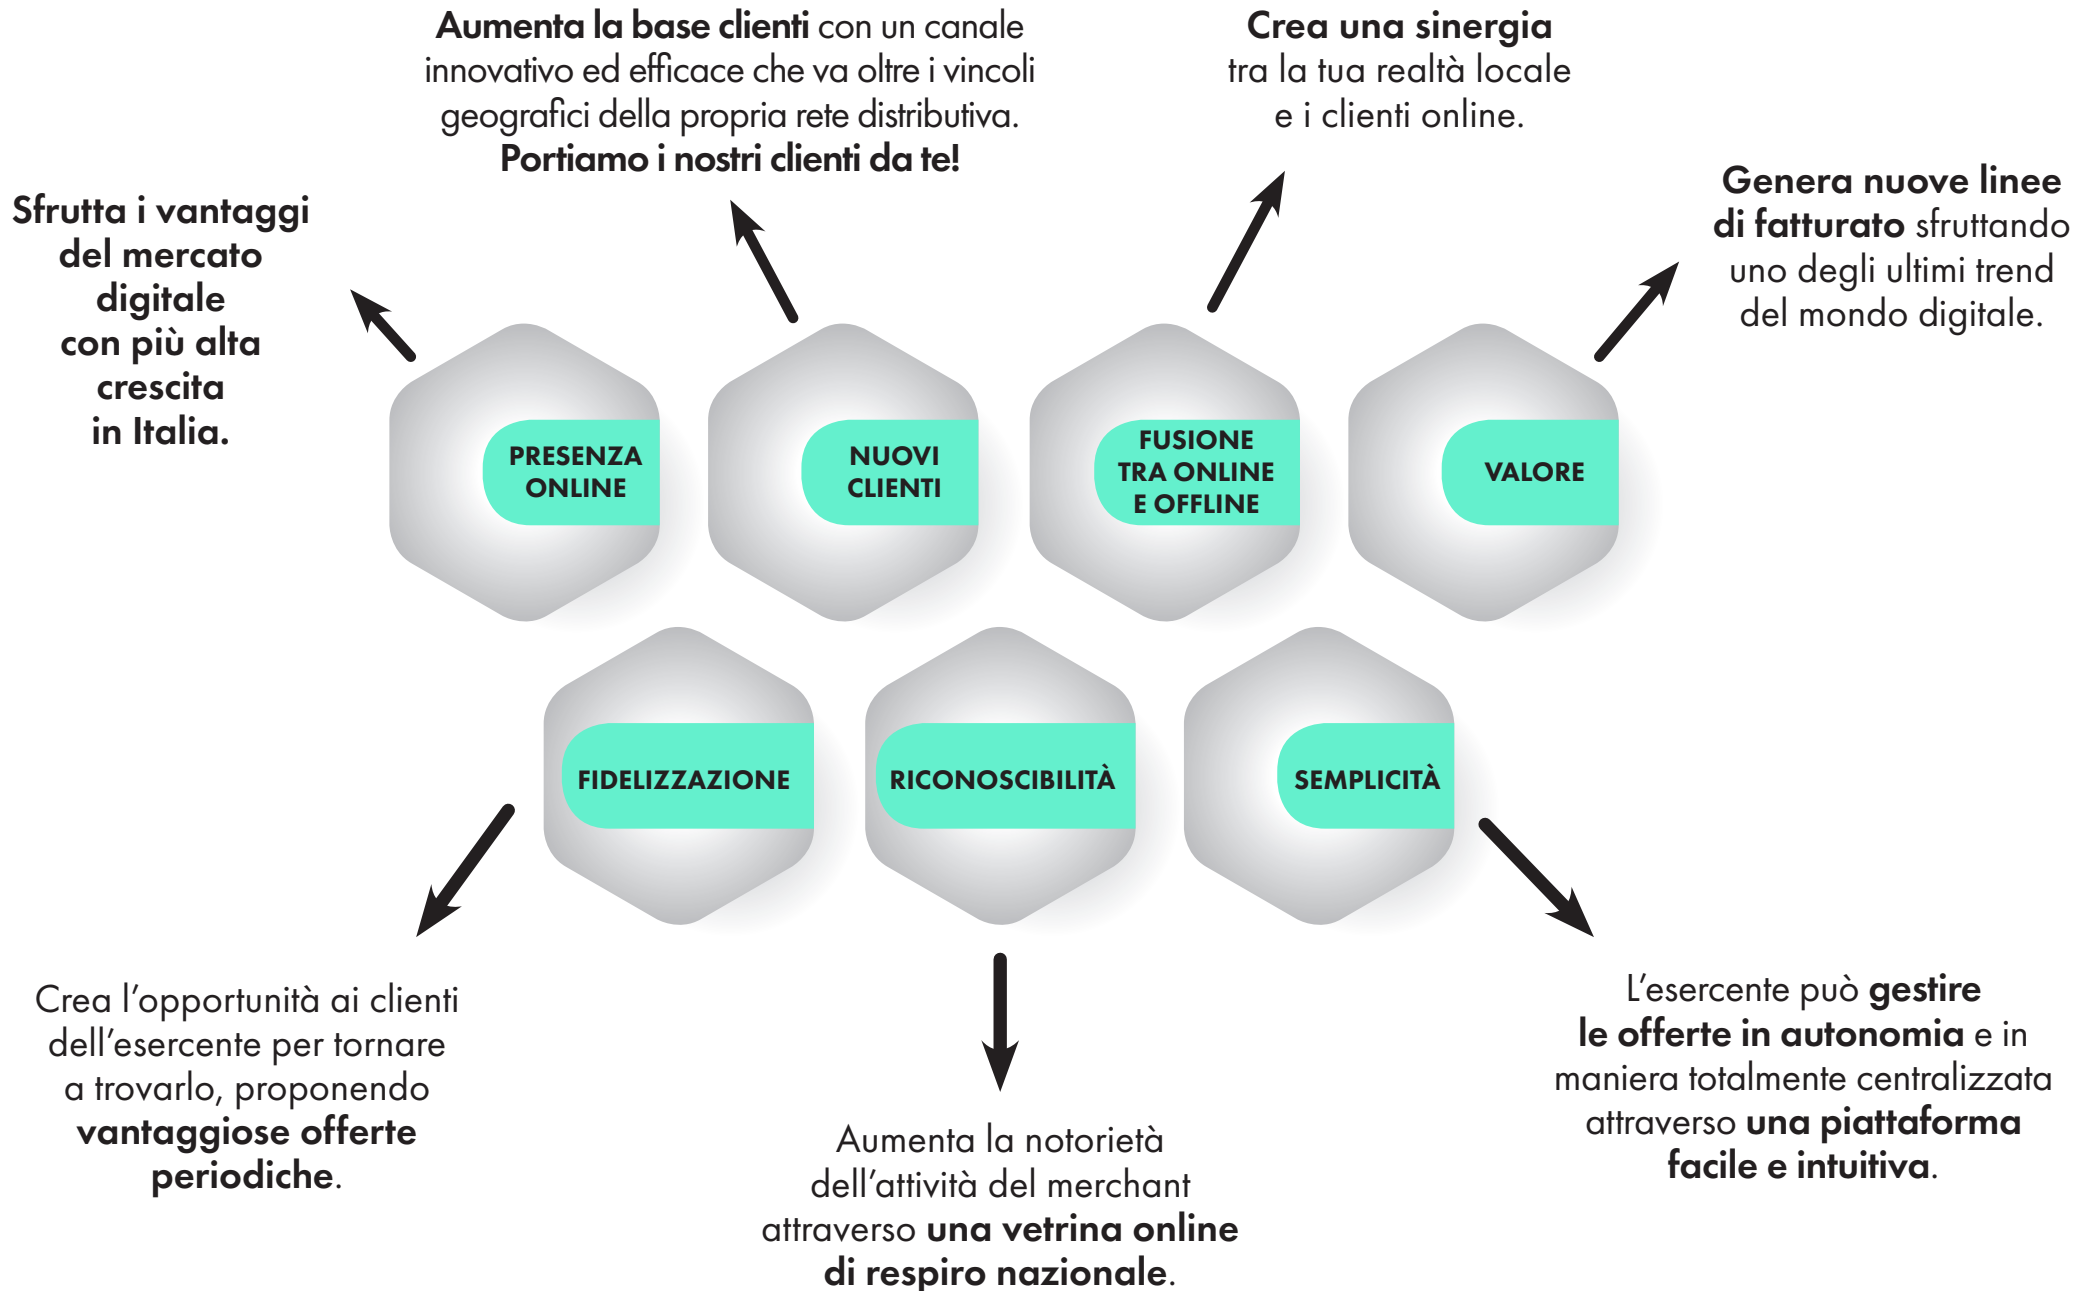 Aumenta la base clienti con un canale
innovativo ed efficace che va oltre i vincoli
geografici della propria rete distributiva.
Portiamo i nostri clienti da te!
Crea una sinergia
tra la tua realtà locale
e i clienti online.
Sfrutta i vantaggi
del mercato
digitale
con più alta
crescita
in Italia.
Genera nuove linee
di fatturato sfruttando
uno degli ultimi trend
del mondo digitale.
PRESENZA
ONLINE
NUOVI
CLIENTI
FUSIONE
TRA ONLINE
E OFFLINE
VALORE
FIDELIZZAZIONE
RICONOSCIBILITÀ
SEMPLICITÀ
Crea l'opportunità ai clienti
dell'esercente per tornare
a trovarlo, proponendo
vantaggiose offerte
periodiche.
Aumenta la notorietà
dell'attività del merchant
attraverso una vetrina online
di respiro nazionale.
L'esercente può gestire
le offerte in autonomia e in
maniera totalmente centralizzata
attraverso una piattaforma
facile e intuitiva.